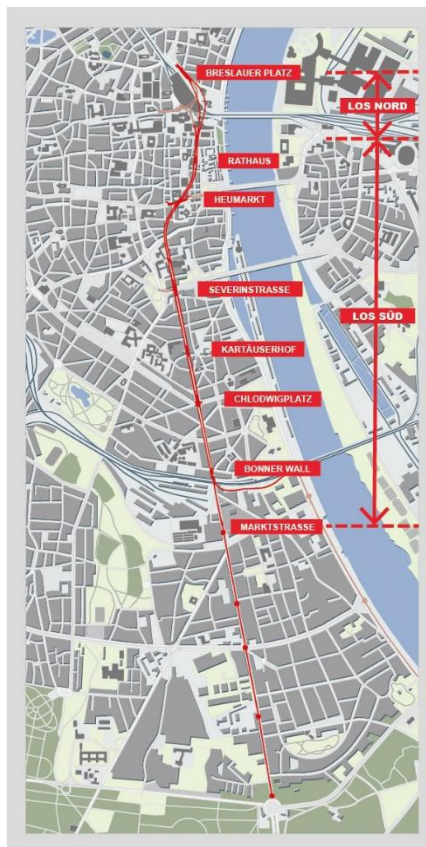 BRESLAUER PLATZ
LOS NORD
RATHAUS
HEUMARKT
SEVERINSTRASSE
LOS SÜD
KARTÄUSERHOF
CHLODWIGPLATZ
BONNER WALL
MARKTSTRASSE